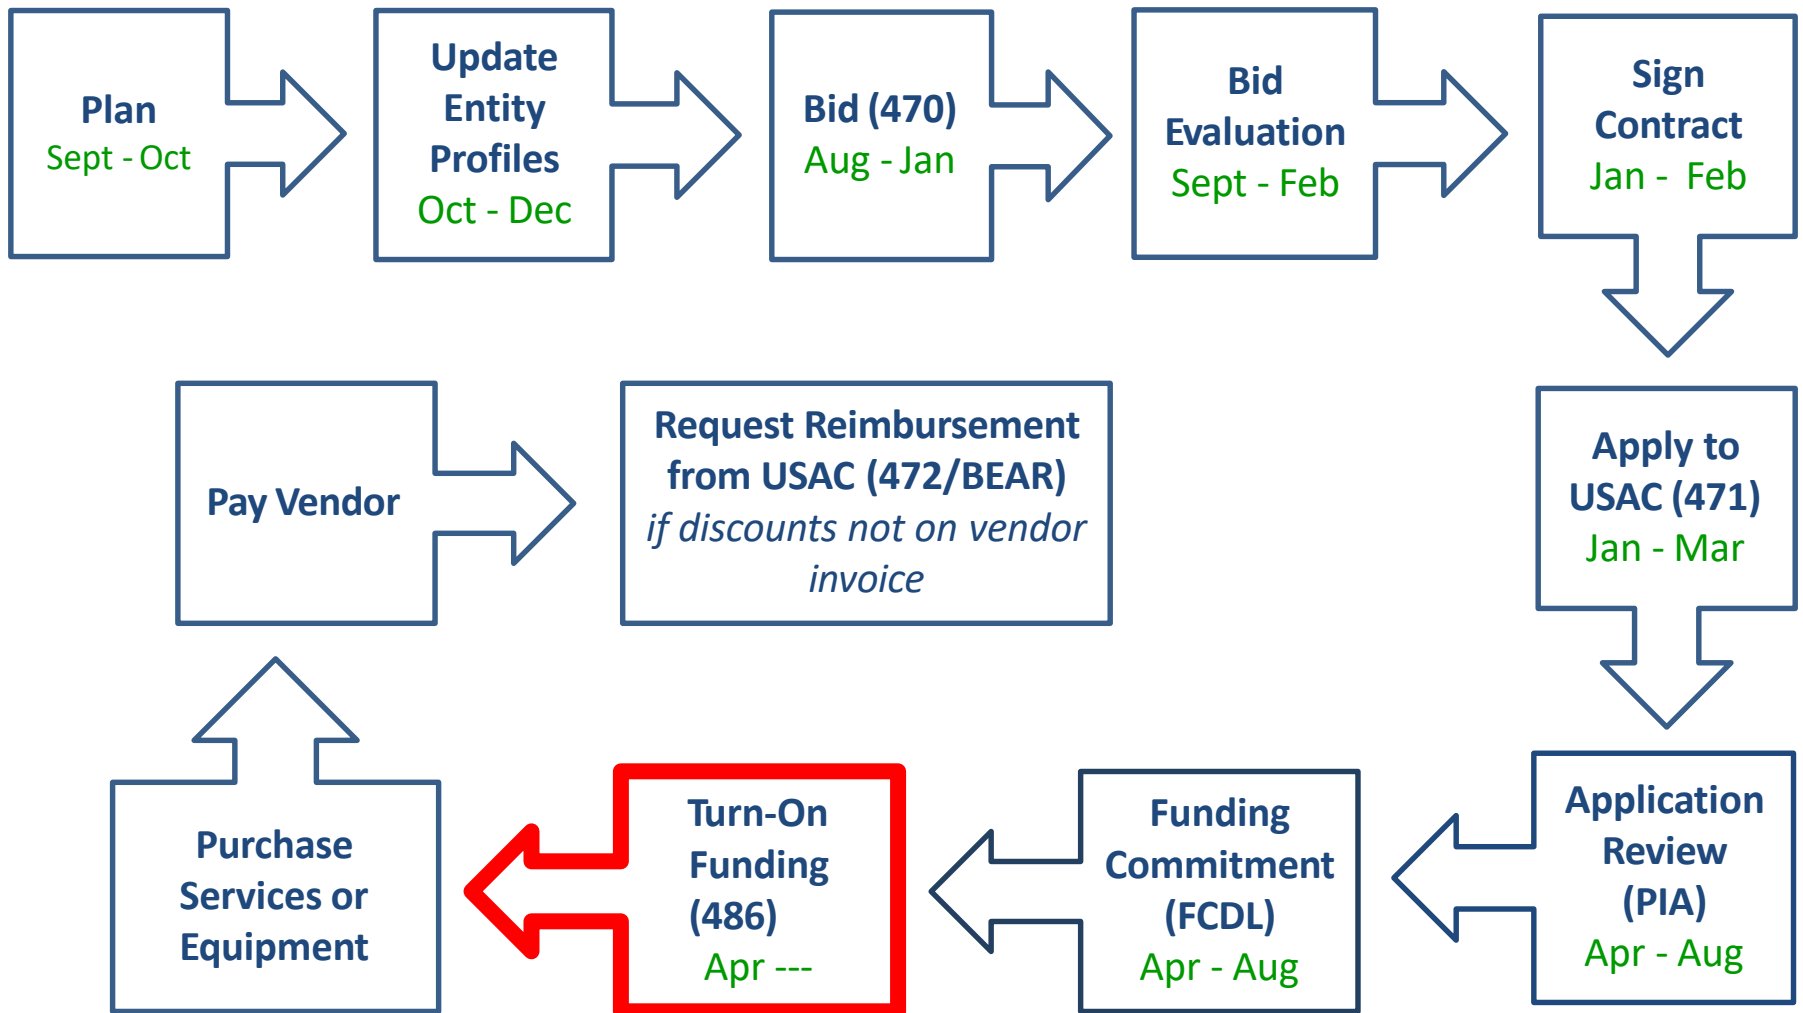 Plan
Sept - Oct
Update
Entity
Profiles
Oct - Dec
Bid (470)
Aug - Jan
Bid
Evaluation
Sept - Feb
Sign
Contract
Jan - Feb
Apply to
USAC (471)
Jan - Mar
Application
Review
(PIA)
Apr - Aug
Funding
Commitment
(FCDL)
Apr - Aug
Turn-On
Funding
(486)
Apr ---
Purchase
Services or
Equipment
Pay Vendor
Request Reimbursement
from USAC (472/BEAR)
if discounts not on vendor
invoice